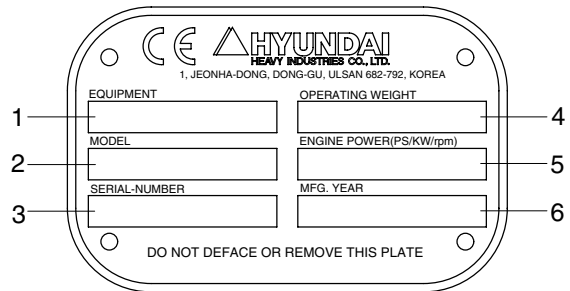 CE HYUNDAI
HEAVY INDUSTRIES CO., LTD.
1, JEONHA-DONG, DONG-GU, ULSAN 682-792, KOREA
EQUIPMENT OPERATING WEIGHT
1 4
MODEL ENGINE POWER(PS/KW/rpm)
2 5
SERIAL-NUMBER MFG. YEAR
3 6
DO NOT DEFACE OR REMOVE THIS PLATE